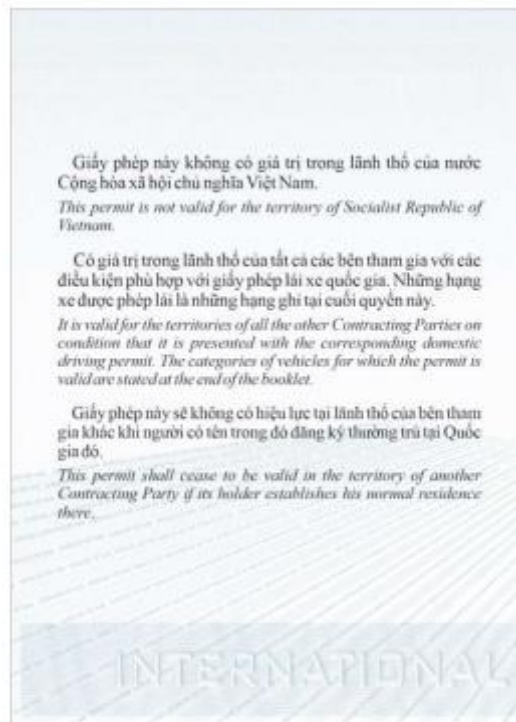 Giấy phép này không có giá trị trong lãnh thổ của nước
Cộng hòa xã hội chủ nghĩa Việt Nam.
This permit is not valid for the territory of Socialist Republic of
Vietnam.
Có giá trị trong lãnh thổ của tất cả các bên tham gia với các
điều kiện phù hợp với giấy phép lái xe quốc gia. Những hạng
xe được phép lái là những hạng ghi tại cuối quyển này.
It is valid for the territories of all the other Contracting Parties on
condition that it is presented with the corresponding domestic
driving permit. The categories of vehicles for which the permit is
valid are stated at the end of the booklet.
Giấy phép này sẽ không có hiệu lực tại lãnh thổ của bên tham
gia khác khi người có tên trong đó đăng ký thường trú tại Quốc
gia đó.
This permit shall cease to be valid in the territory of another
Contracting Party if its holder establishes his normal residence
there.
INTERNATIONAL